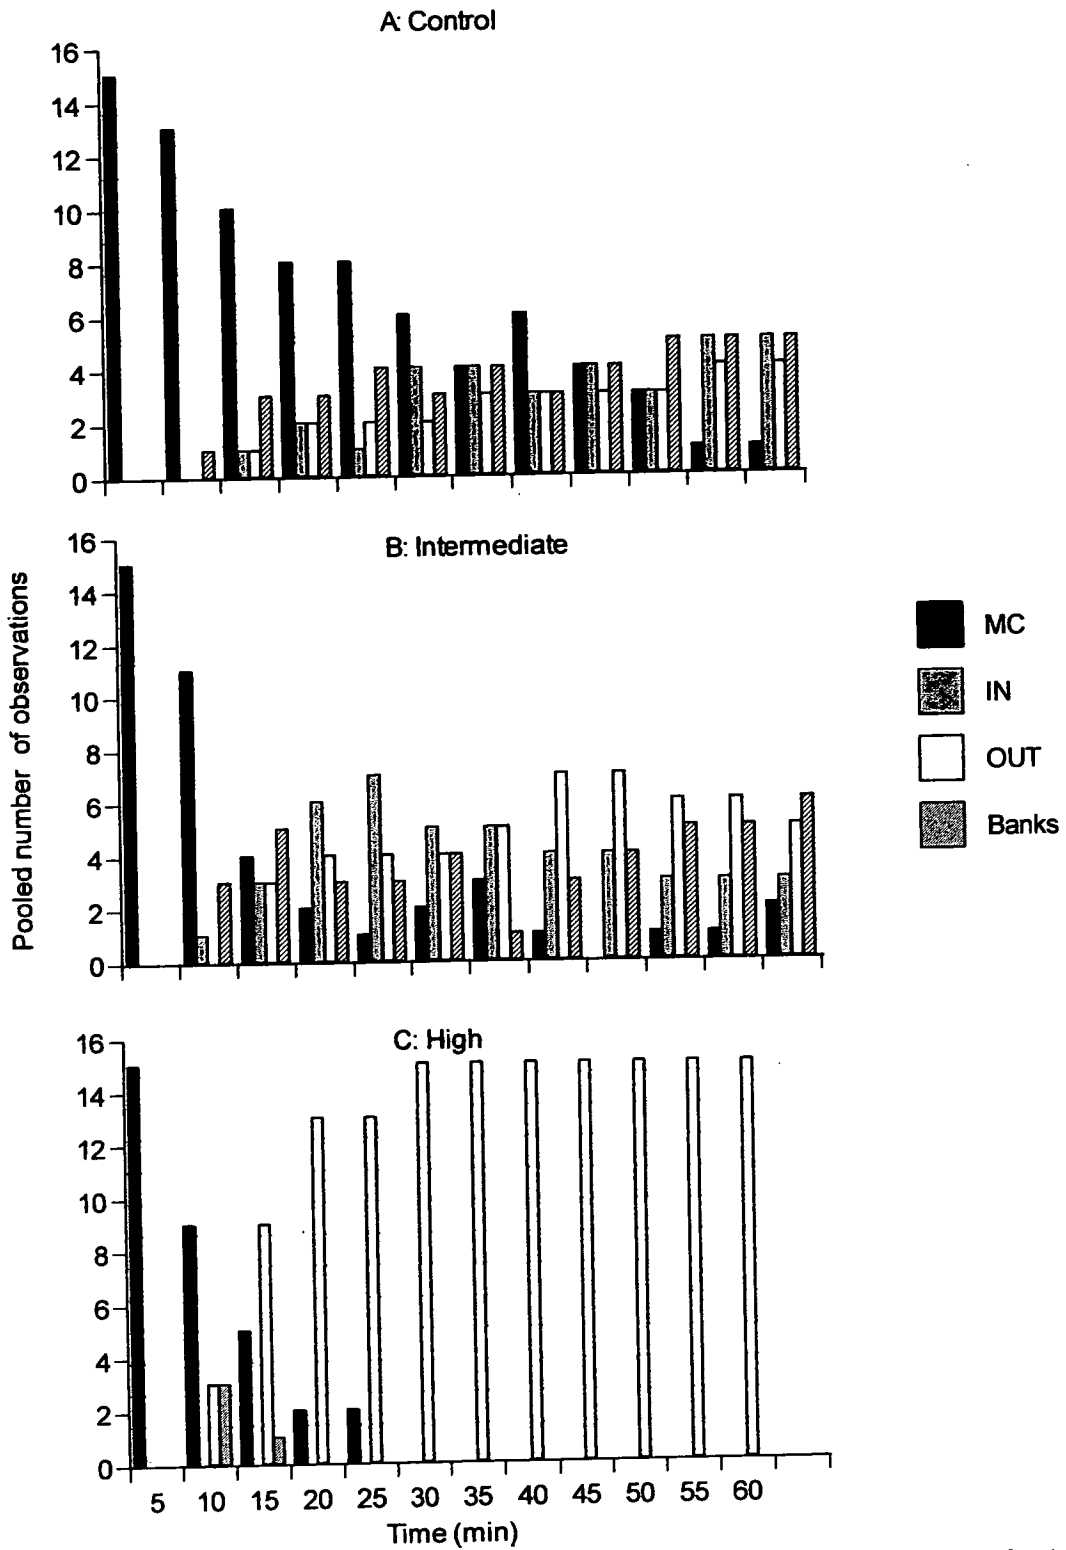 A: Control
16
14
12
10
8
6
4
2
0
B: Intermediate
16
14
12
10
8
6
4
2
0
Pooled number of observations
MC
IN
OUT
Banks
C: High
16
14
12
10
8
6
4
2
0
5 10 15 20 25 30 35 40 45 50 55 60
Time (min)